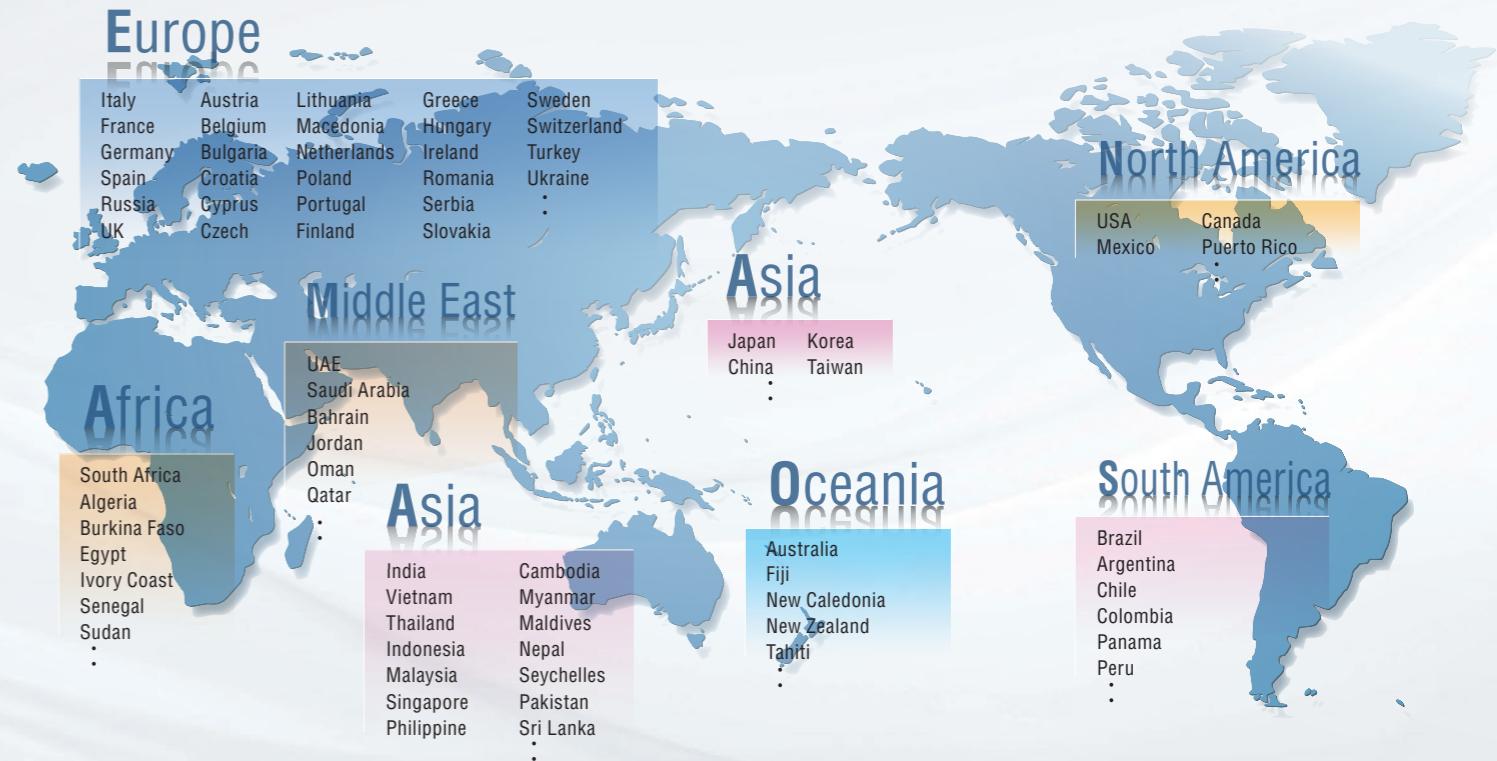 Europe
Italy Austria Lithuania Greece Sweden
France Belgium Macedonia Hungary Switzerland
Germany Bulgaria Netherlands Ireland Turkey
Spain Croatia Poland Romania Ukraine
Russia Cyprus Portugal Serbia
UK Czech Finland Slovakia
North America
USA Canada
Mexico Puerto Rico
Asia
Japan Korea
China Taiwan
Middle East
UAE
Saudi Arabia
Bahrain
Jordan
Oman
Qatar
Africa
South Africa
Algeria
Burkina Faso
Egypt
Ivory Coast
Senegal
Sudan
Asia
India Cambodia
Vietnam Myanmar
Thailand Maldives
Indonesia Nepal
Malaysia Seychelles
Singapore Pakistan
Philippine Sri Lanka
Oceania
Australia
Fiji
New Caledonia
New Zealand
Tahiti
South America
Brazil
Argentina
Chile
Colombia
Panama
Peru